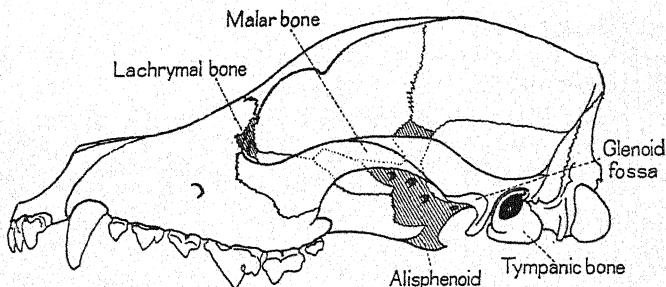 Malar bone
Lachrymal bone
Glenoid
fossa
Alisphenoid
Tympanic bone